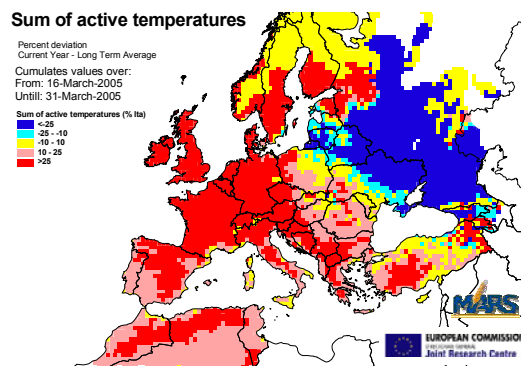 Sum of active temperatures
Percent deviation
Current Year - Long Term Average
Cumulates values over:
From: 16-March-2005
Untill: 31-March-2005
Sum of active temperatures (% lta)
<-25
-25 - -10
-10 - 10
10 - 25
>25
MARS
EUROPEAN COMMISSION
DIRECTORATE GENERAL
Joint Research Centre